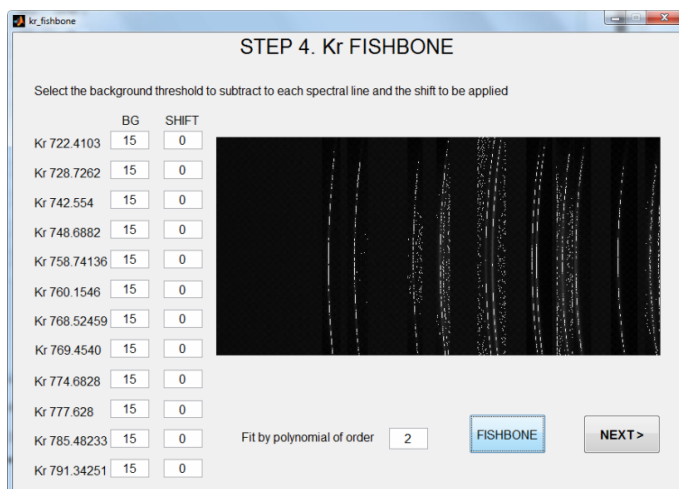 kr_fishbone
STEP 4. Kr FISHBONE
Select the background threshold to subtract to each spectral line and the shift to be applied
BG SHIFT
Kr 722.4103 15 0
Kr 728.7262 15 0
Kr 742.554 15 0
Kr 748.6882 15 0
Kr 758.74136 15 0
Kr 760.1546 15 0
Kr 768.52459 15 0
Kr 769.4540 15 0
Kr 774.6828 15 0
Kr 777.628 15 0
Kr 785.48233 15 0
Kr 791.34251 15 0
Fit by polynomial of order 2
FISHBONE
NEXT >